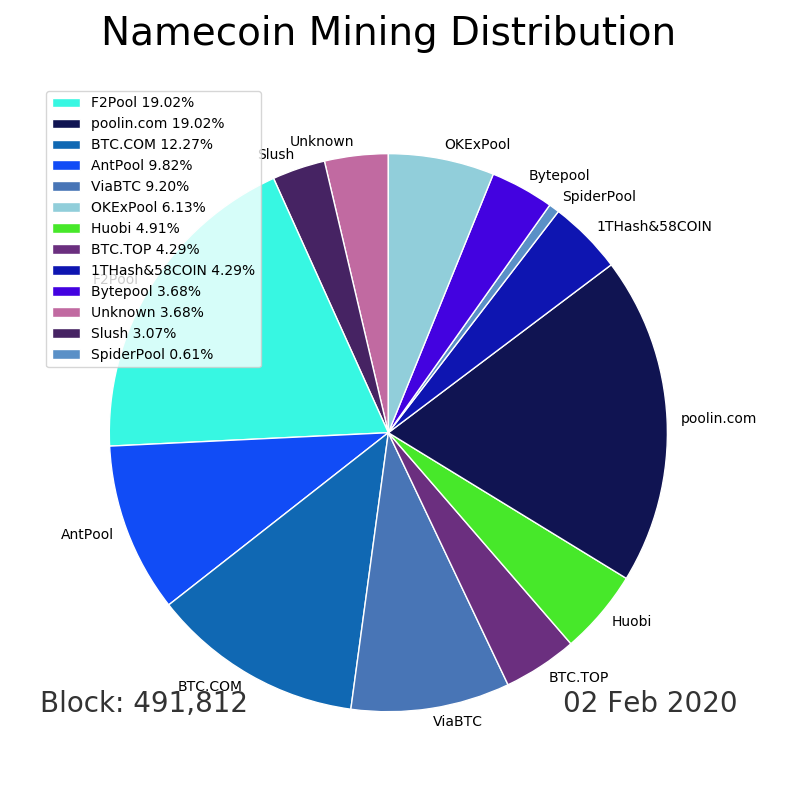 Namecoin Mining Distribution
F2Pool 19.02%
poolin.com 19.02%
BTC.COM 12.27%
AntPool 9.82%
ViaBTC 9.20%
OKExPool 6.13%
Huobi 4.91%
BTC.TOP 4.29%
1THash&58COIN 4.29%
Bytepool 3.68%
Unknown 3.68%
Slush 3.07%
SpiderPool 0.61%
Slush
Unknown
OKExPool
Bytepool
SpiderPool
1THash&58COIN
F2Pool
poolin.com
AntPool
Huobi
BTC.TOP
BTC.COM
ViaBTC
Block: 491,812
02 Feb 2020